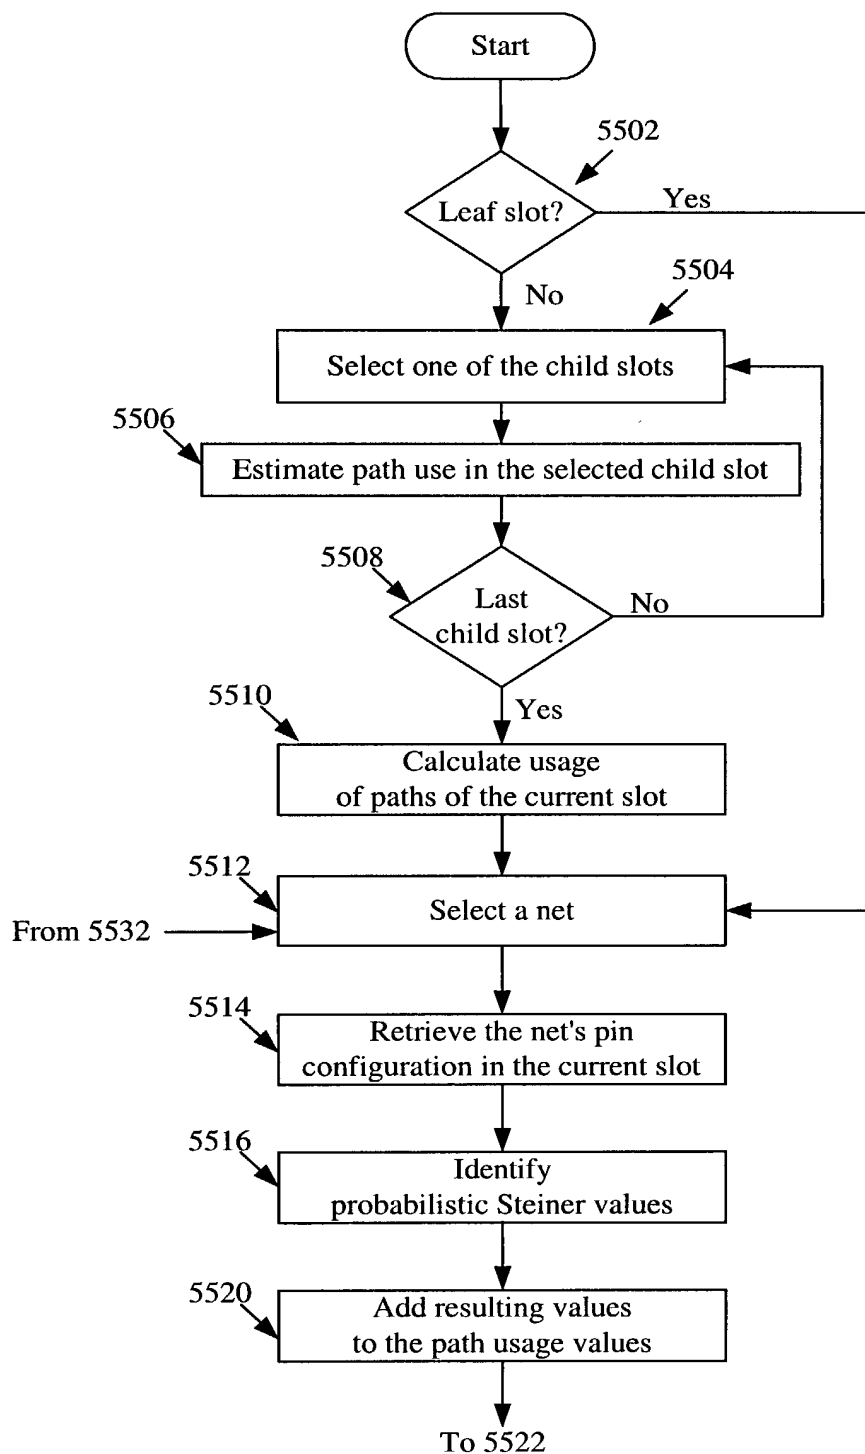 Start
5502
Leaf slot?
Yes
No
5504
Select one of the child slots
5506
Estimate path use in the selected child slot
5508
Last
child slot?
No
Yes
5510
Calculate usage
of paths of the current slot
5512
Select a net
From 5532
5514
Retrieve the net's pin
configuration in the current slot
5516
Identify
probabilistic Steiner values
5520
Add resulting values
to the path usage values
To 5522